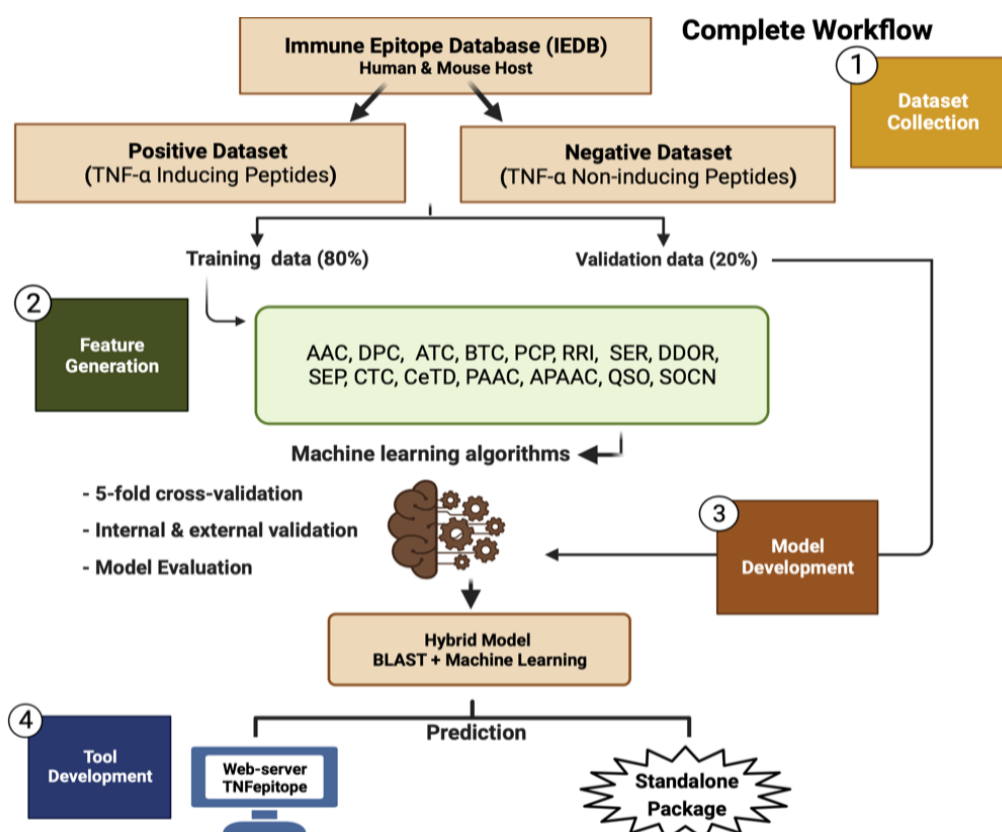 Complete Workflow
Immune Epitope Database (IEDB)
Human & Mouse Host
1
Dataset
Collection
Positive Dataset
(TNF-α Inducing Peptides)
Negative Dataset
(TNF-α Non-inducing Peptides)
Training data (80%)
Validation data (20%)
2
Feature
Generation
AAC, DPC, ATC, BTC, PCP, RRI, SER, DDOR,
SEP, CTC, CeTD, PAAC, APAAC, QSO, SOCN
Machine learning algorithms
- 5-fold cross-validation
- Internal & external validation
- Model Evaluation
3
Model
Development
Hybrid Model
BLAST + Machine Learning
Prediction
4
Tool
Development
Web-server
TNFepitope
Standalone
Package